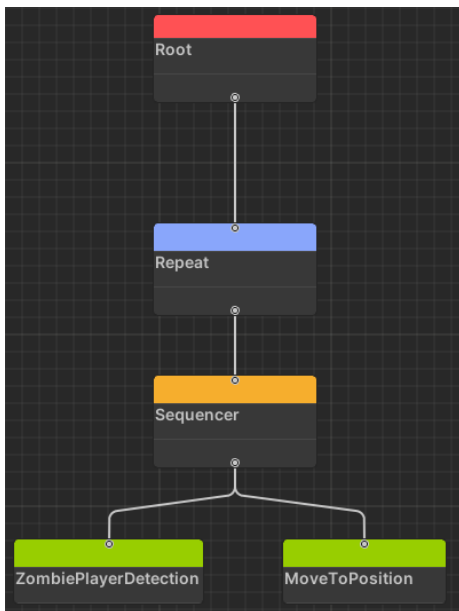 Root
Repeat
Sequencer
ZombiePlayerDetection
MoveToPosition